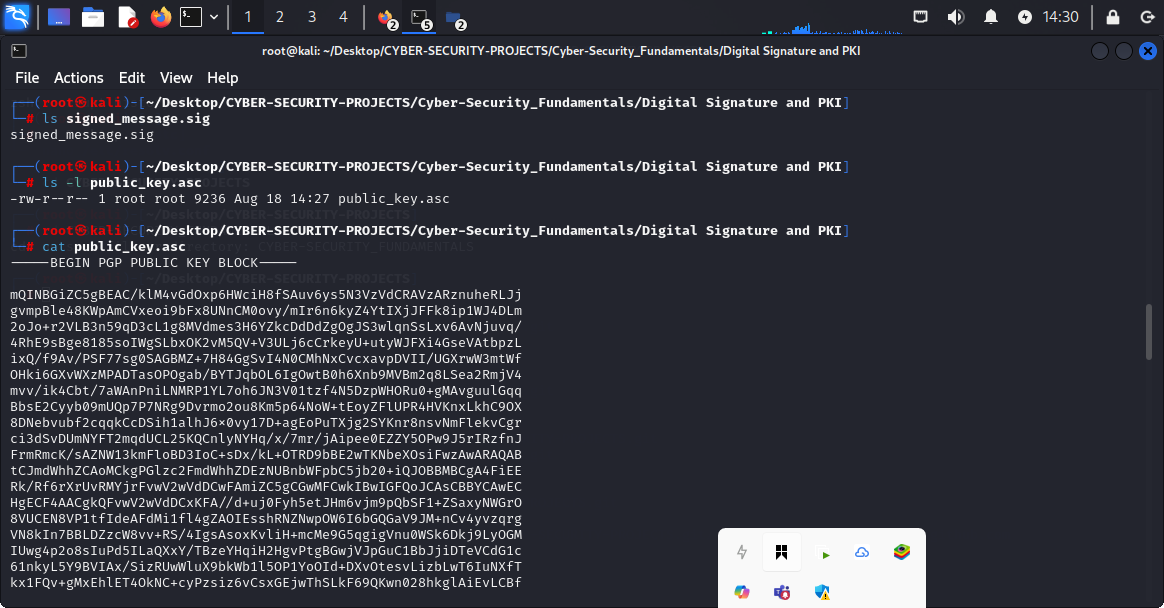 1 2 3 4 2 5 2 14:30
root@kali: ~/Desktop/CYBER-SECURITY-PROJECTS/Cyber-Security_Fundamentals/Digital Signature and PKI
File Actions Edit View Help
┌──(root㉿kali)-[~/Desktop/CYBER-SECURITY-PROJECTS/Cyber-Security_Fundamentals/Digital Signature and PKI]
└─# ls signed_message.sig
signed_message.sig
┌──(root㉿kali)-[~/Desktop/CYBER-SECURITY-PROJECTS/Cyber-Security_Fundamentals/Digital Signature and PKI]
└─# ls -l public_key.asc
-rw-r--r-- 1 root root 9236 Aug 18 14:27 public_key.asc
┌──(root㉿kali)-[~/Desktop/CYBER-SECURITY-PROJECTS/Cyber-Security_Fundamentals/Digital Signature and PKI]
└─# cat public_key.asc
-----BEGIN PGP PUBLIC KEY BLOCK-----
mQINBGiZC5gBEAC/klM4vGdOxp6HWciH8fSAuv6ys5N3VzVdCRAVzARznuheRLJj
gvmpBle48KWpAmCVxeoi9bFx8UNnCM0ovy/mIr6n6kyZ4YtIXjJFFk8ip1WJ4DLm
2oJo+r2VLB3n59qD3cL1g8MVdmes3H6YZkcDdDdZgOgJS3wlqnSsLxv6AvNjuvq/
4RhE9sBge8185soIWgSLbxOK2vM5QV+V3ULj6cCrkeyU+utyWJFXi4GseVAtbpzL
ixQ/f9Av/PSF77sg0SAGBMZ+7H84GgSvI4N0CMhNxCvcxavpDVII/UGXrwW3mtWf
OHki6GXvWXzMPADTasOPOgab/BYTJqbOL6IgOwtB0h6Xnb9MVBm2q8LSea2RmjV4
mvv/ik4Cbt/7aWAnPniLNMRP1YL7oh6JN3V01tzf4N5DzpWHORu0+gMAvguulGqq
BbsE2Cyyb09mUQp7P7NRg9Dvrmo2ou8Km5p64NoW+tEoyZFlUPR4HVKnxLkhC9OX
8DNebvubf2cqqkCcDSih1alhJ6×0vy17D+agEoPuTXjg2SYKnr8nsvNmFlekvCgr
ci3dSvDUmNYFT2mqdUCL25KQCnlyNYHq/x/7mr/jAipee0EZZY5OPw9J5rIRzfnJ
FrmRmcK/sAZNW13kmFloBD3IoC+sDx/kL+OTRD9bBE2wTKNbeXOsiFwzAwARAQAB
tCJmdWhhZCAoMCkgPGlzc2FmdWhhZDEzNUBnbWFpbC5jb20+iQJOBBMBCgA4FiEE
Rk/Rf6rXrUvRMYjrFvwV2wVdDCwFAmiZC5gCGwMFCwkIBwIGFQoJCAsCBBYCAwEC
HgECF4AACgkQFvwV2wVdDCxKFA//d+uj0Fyh5etJHm6vjm9pQbSF1+ZSaxyNWGrO
8VUCEN8VP1tfIdeAFdMi1fl4gZAOIEsshRNZNwpOW6I6bGQGaV9JM+nCv4yvzqrg
VN8kIn7BBLDZzcW8vv+RS/4IgsAsoxKvliH+mcMe9G5qgigVnu0WSk6Dkj9LyOGM
IUwg4p2o8sIuPd5ILaQXxY/TBzeYHqiH2HgvPtgBGwjVJpGuC1BbJjiDTeVCdG1c
61nkyL5Y9BVIAx/SizRUwWluX9bkWb1l5OP1YoOId+DXvOtesvLizbLwT6IuNXfT
kx1FQv+gMxEhlET4OkNC+cyPzsiz6vCsxGEjwThSLkF69QKwn028hkglAiEvLCBf